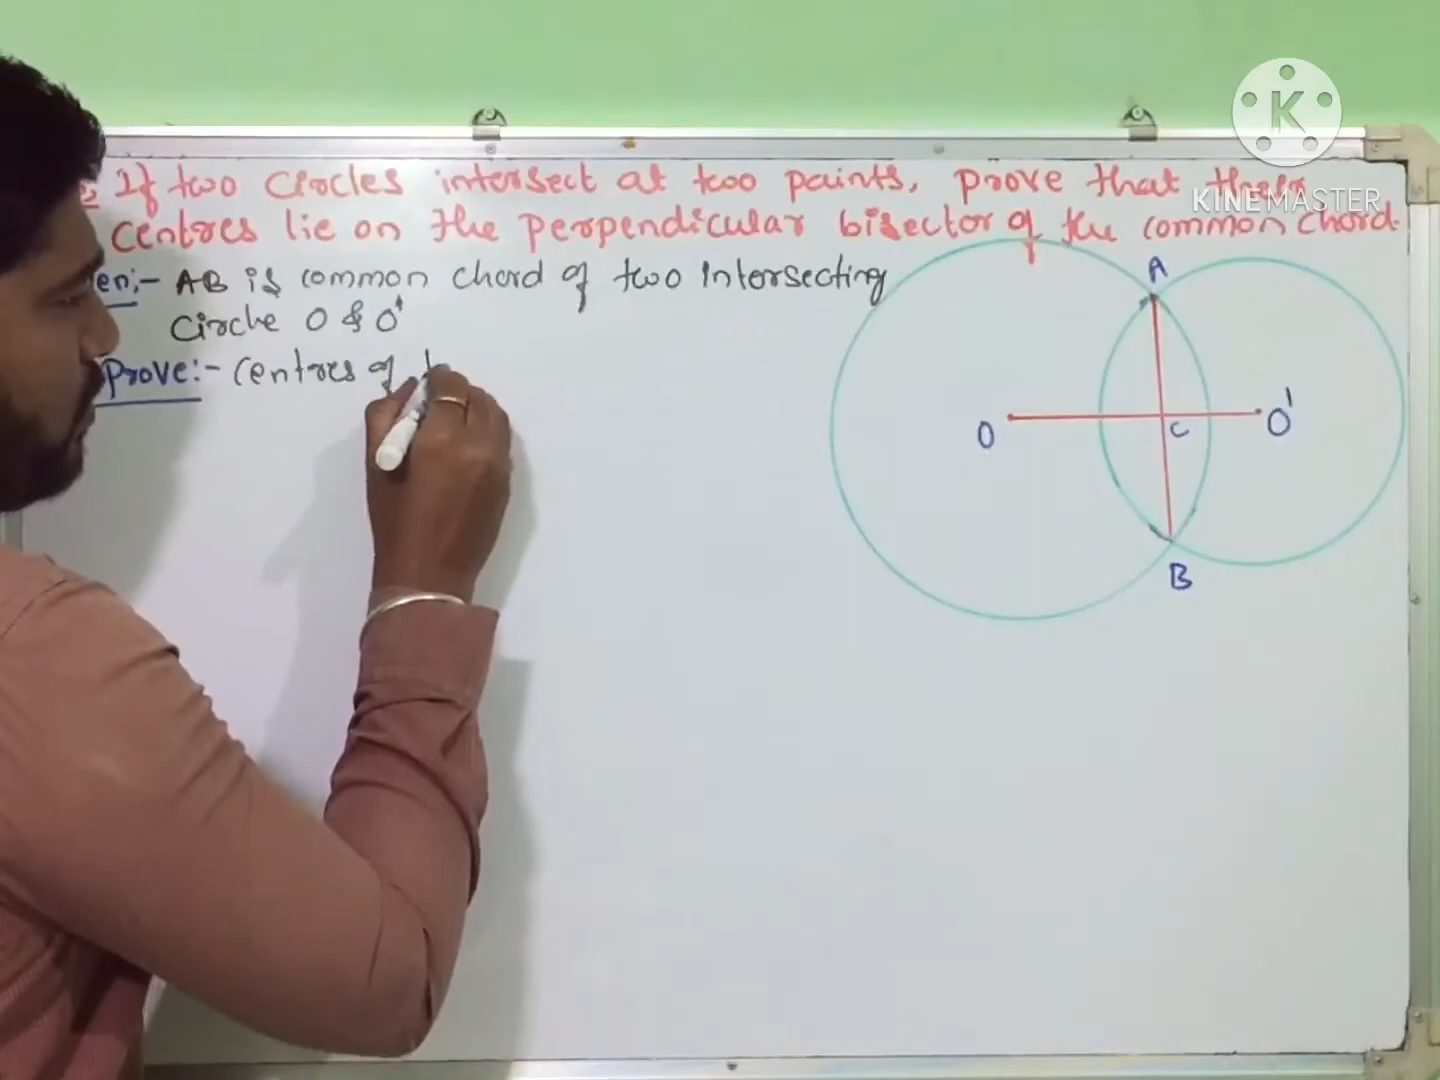 If two circles intersect at two points, prove that their
centres lie on the perpendicular bisector of the common chord.
en:- AB is common chord of two intersecting
circle O & O'
Prove:- Centres of
A
O
C
O'
B
K
KINEMASTER